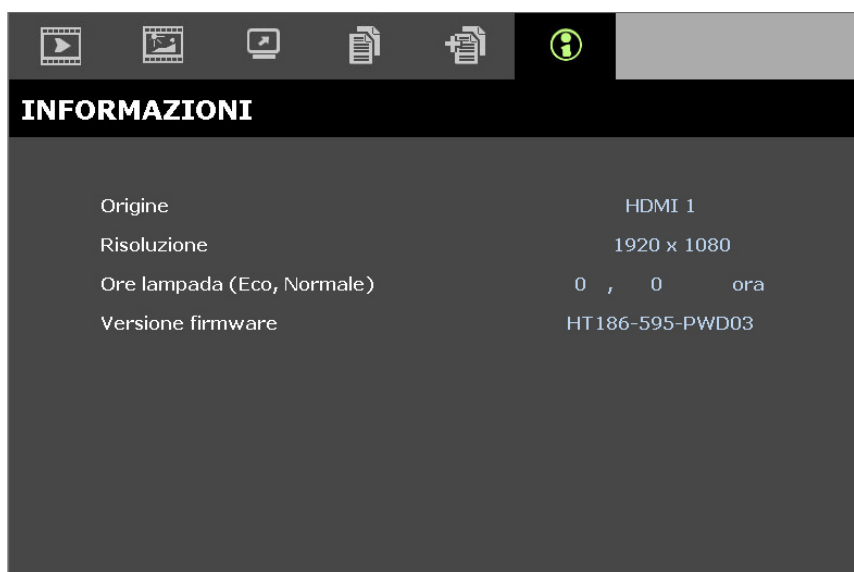 INFORMAZIONI
Origine HDMI 1
Risoluzione 1920 x 1080
Ore lampada (Eco, Normale) 0 , 0 ora
Versione firmware HT186-595-PWD03